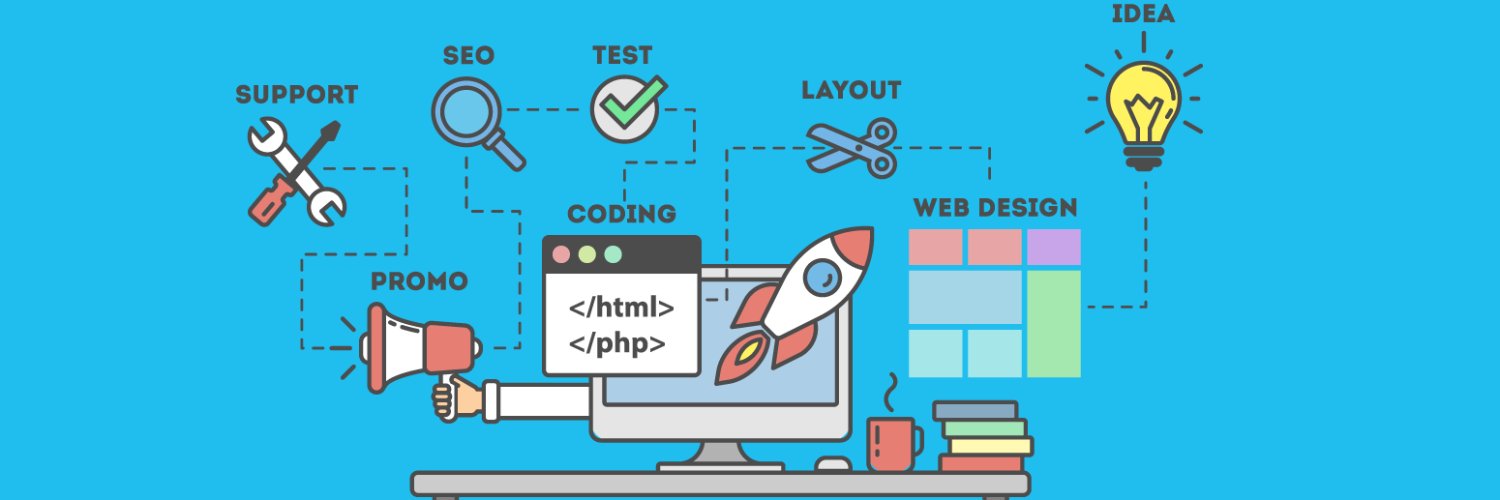 IDEA
SEO
TEST
SUPPORT
LAYOUT
CODING
WEB DESIGN
PROMO
</html>
</php>